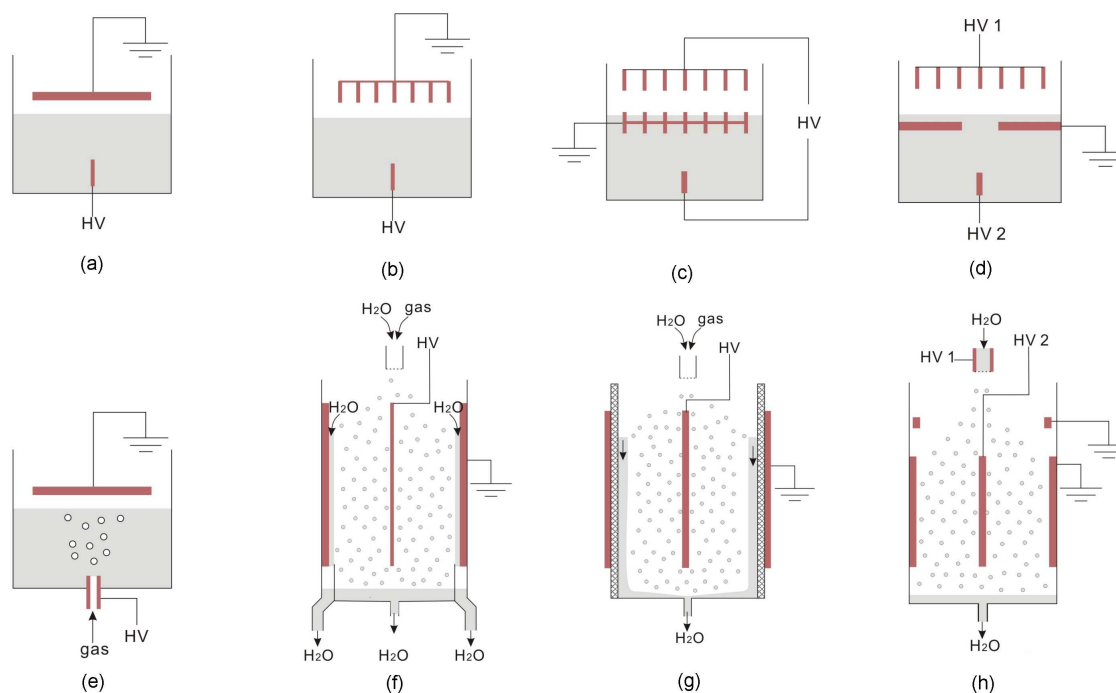 HV
(a)
HV
(b)
HV
(c)
HV 1
HV 2
(d)
HV
gas
(e)
H₂O gas
HV
H₂O H₂O
H₂O H₂O H₂O
(f)
H₂O gas
HV
H₂O
(g)
H₂O
HV 1 HV 2
H₂O
(h)